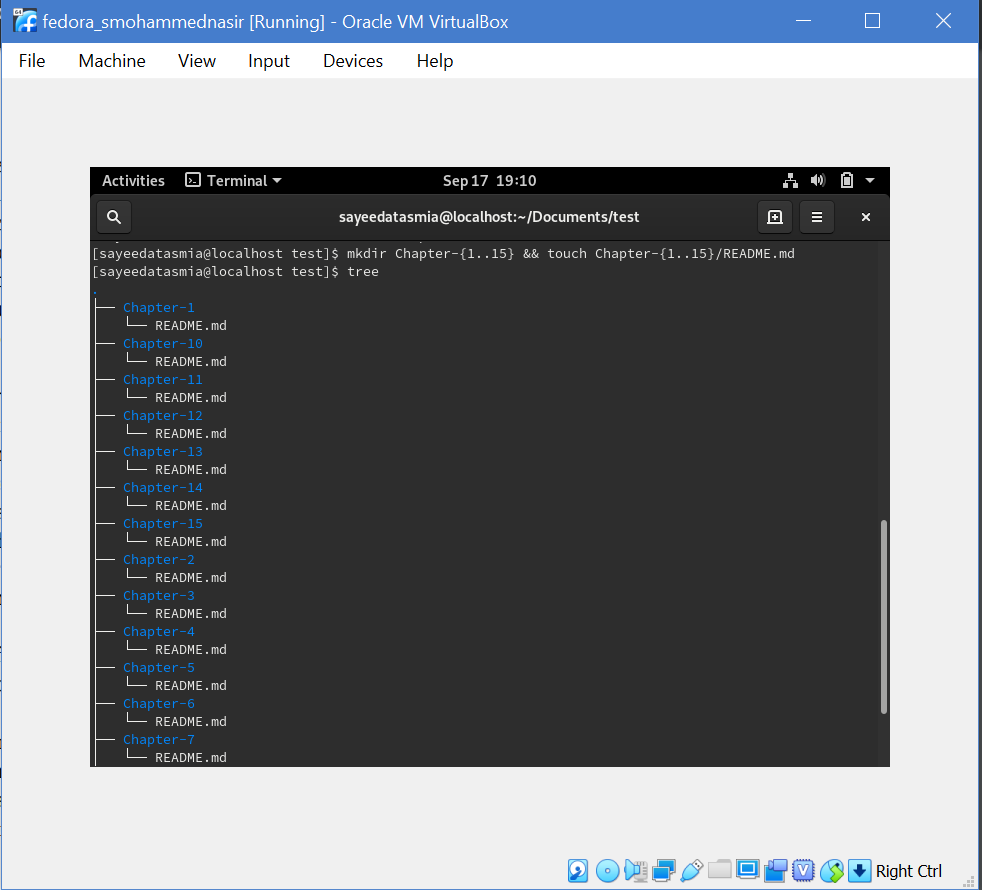 fedora_smohammednasir [Running] - Oracle VM VirtualBox
File Machine View Input Devices Help
Activities Terminal Sep 17 19:10
sayeedatasmia@localhost:~/Documents/test
[sayeedatasmia@localhost test]$ mkdir Chapter-{1..15} && touch Chapter-{1..15}/README.md
[sayeedatasmia@localhost test]$ tree
.
├── Chapter-1
│   └── README.md
├── Chapter-10
│   └── README.md
├── Chapter-11
│   └── README.md
├── Chapter-12
│   └── README.md
├── Chapter-13
│   └── README.md
├── Chapter-14
│   └── README.md
├── Chapter-15
│   └── README.md
├── Chapter-2
│   └── README.md
├── Chapter-3
│   └── README.md
├── Chapter-4
│   └── README.md
├── Chapter-5
│   └── README.md
├── Chapter-6
│   └── README.md
├── Chapter-7
│   └── README.md
Right Ctrl